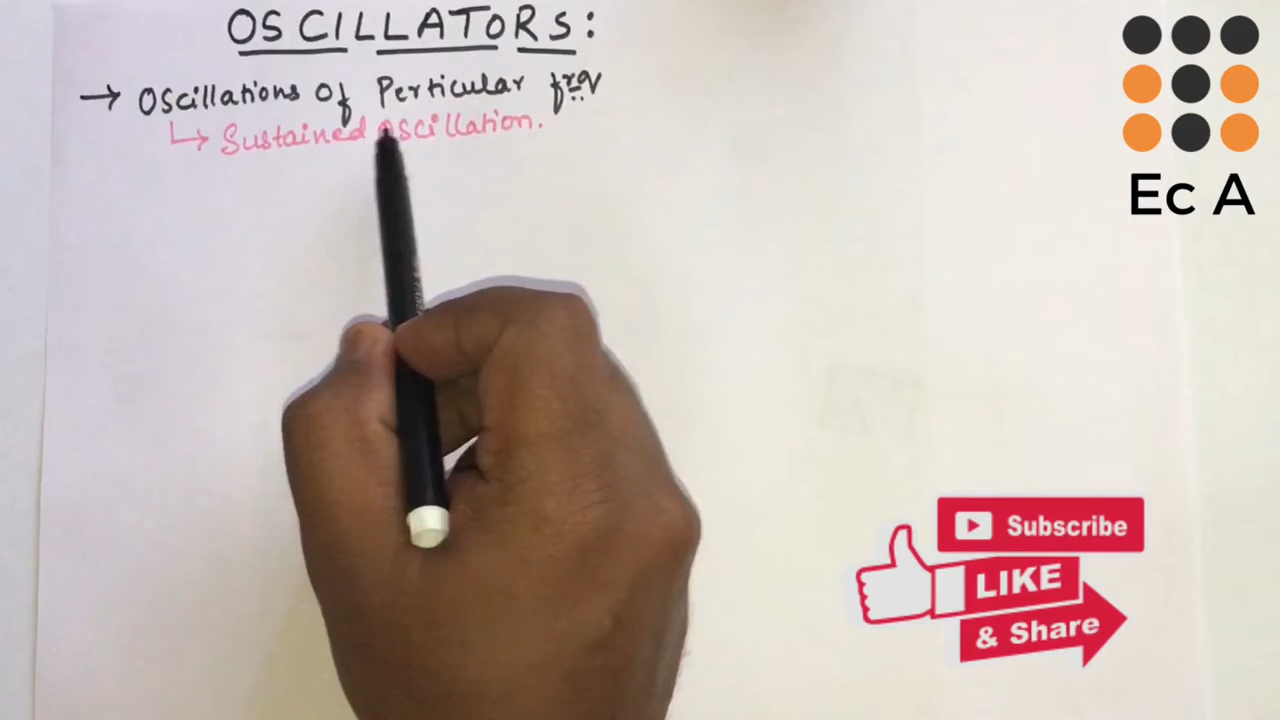 OSCILLATORS:
→ Oscillations of Perticular frq
↳ Sustained Oscillation.
Ec A
Subscribe
LIKE
& Share